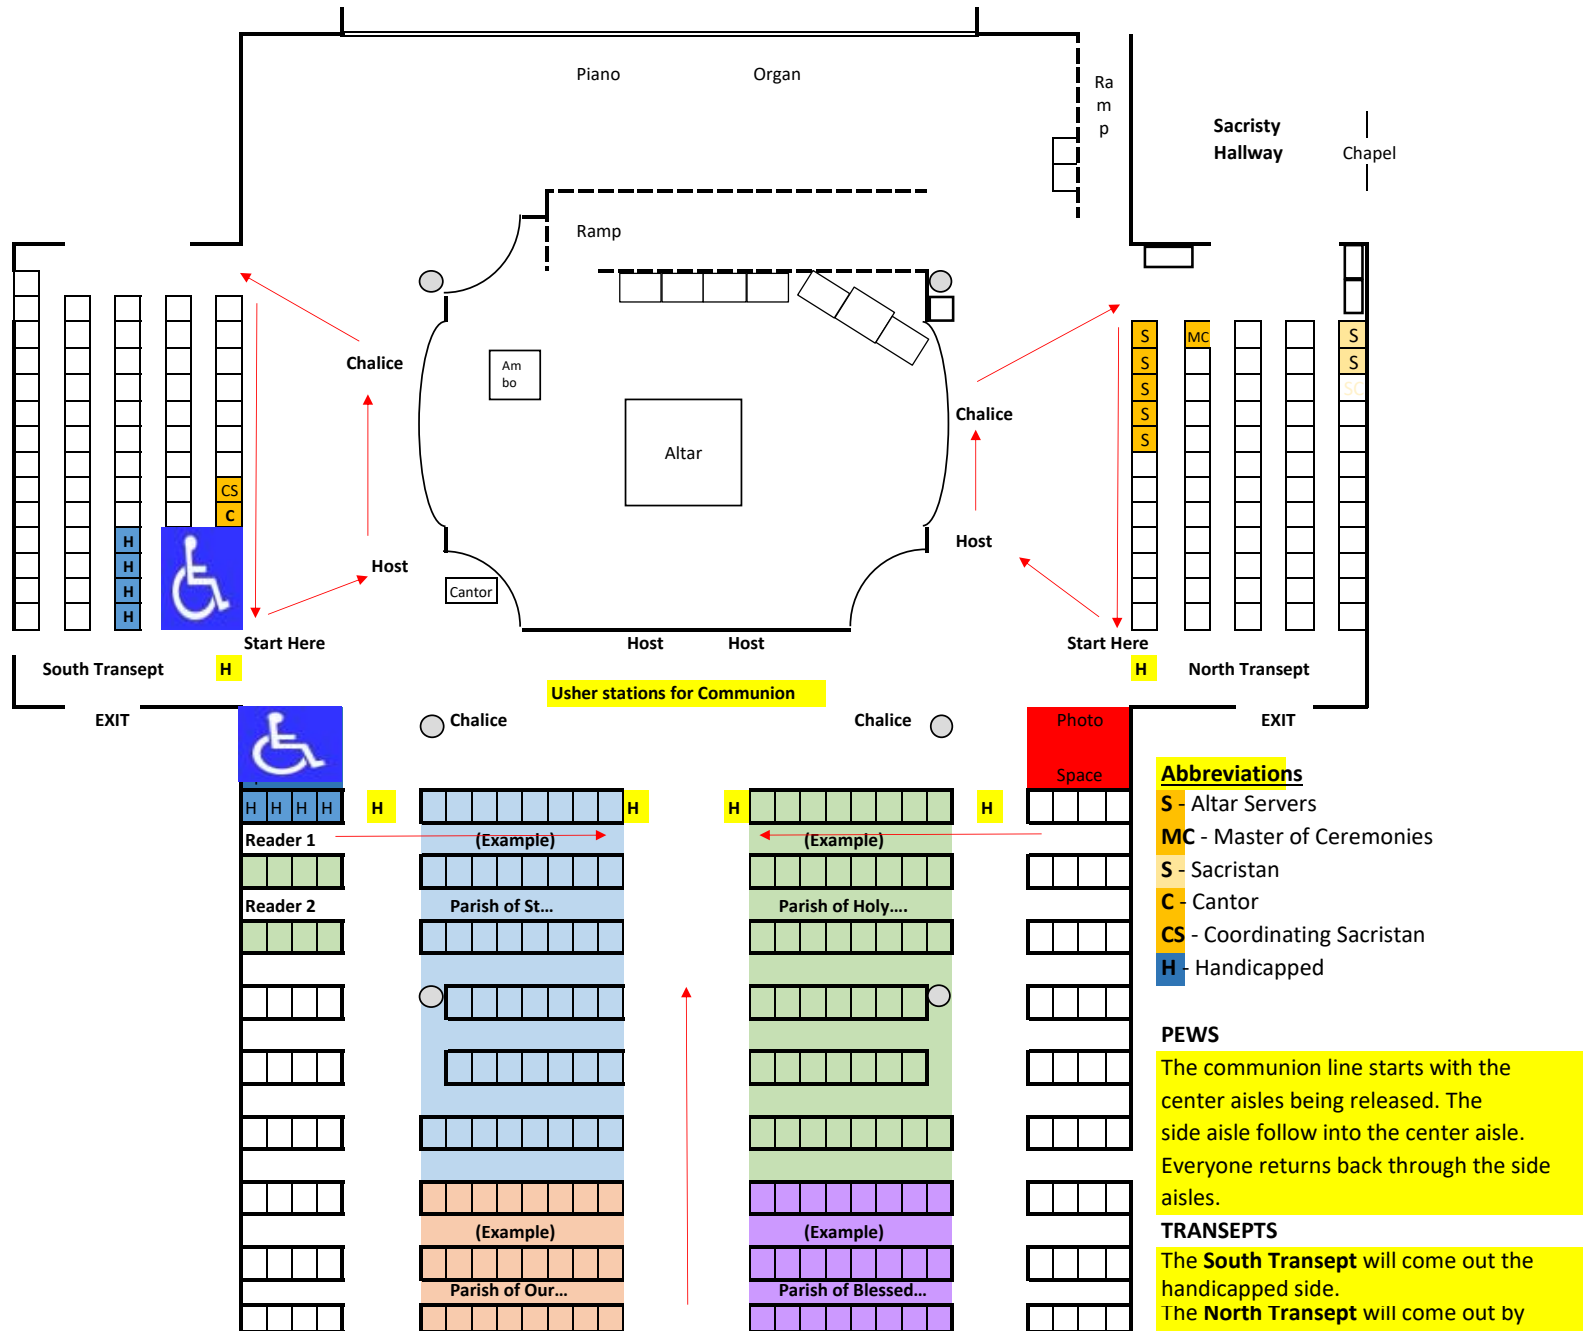 Piano Organ
Ra
m
p
Sacristy
Hallway Chapel
Ramp
Chalice
Am
bo
Altar
Chalice
S MC S
S S
S SC
S
S
CS
C
H
H
H
H
Host
Host
Cantor
Start Here Host Host Start Here
South Transept H H North Transept
Usher stations for Communion
EXIT Chalice Chalice Photo EXIT
Space
H H H H H H H H
Reader 1 (Example) (Example)
Reader 2 Parish of St... Parish of Holy....
(Example) (Example)
Parish of Our... Parish of Blessed...
Abbreviations
S - Altar Servers
MC - Master of Ceremonies
S - Sacristan
C - Cantor
CS - Coordinating Sacristan
H - Handicapped
PEWS
The communion line starts with the
center aisles being released. The
side aisle follow into the center aisle.
Everyone returns back through the side
aisles.
TRANSEPTS
The South Transept will come out the
handicapped side.
The North Transept will come out by